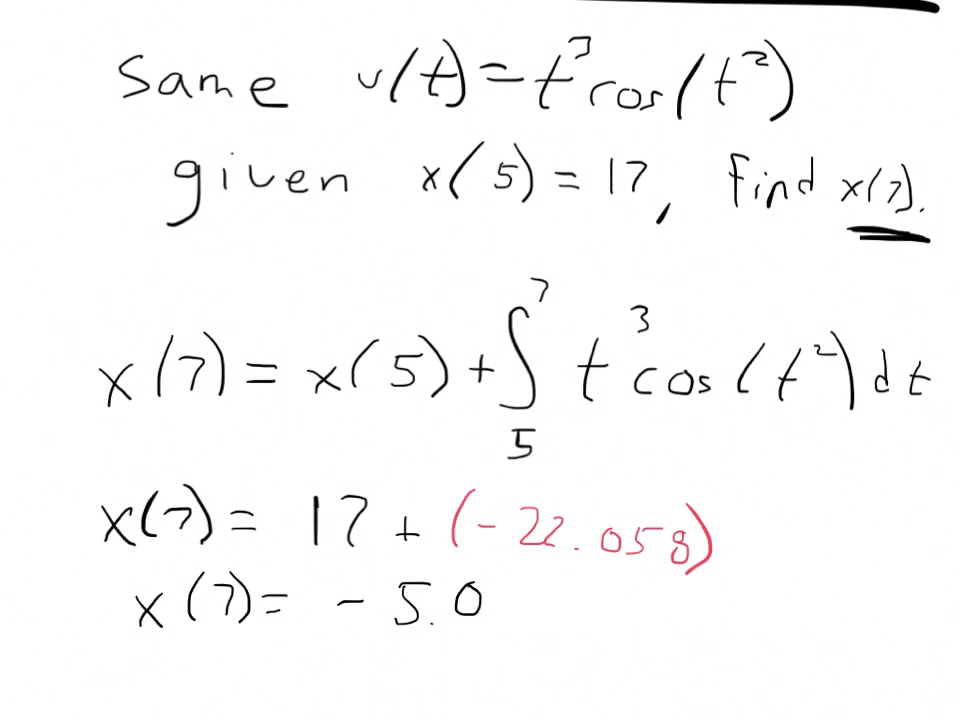 Same v(t)=t³cos(t²)
given x(5)=17, find x(7).
x(7)=x(5)+∫₅⁷ t³cos(t²)dt
x(7)= 17+(-22.058)
x(7)= -5.0